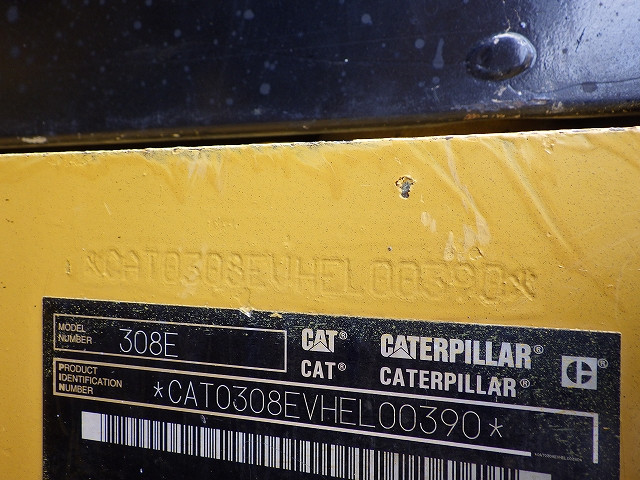 *CAT0308EVHEL00390*
MODEL NUMBER 308E
CAT® CATERPILLAR®
CAT® CATERPILLAR®
PRODUCT IDENTIFICATION NUMBER *CAT0308EVHEL00390*